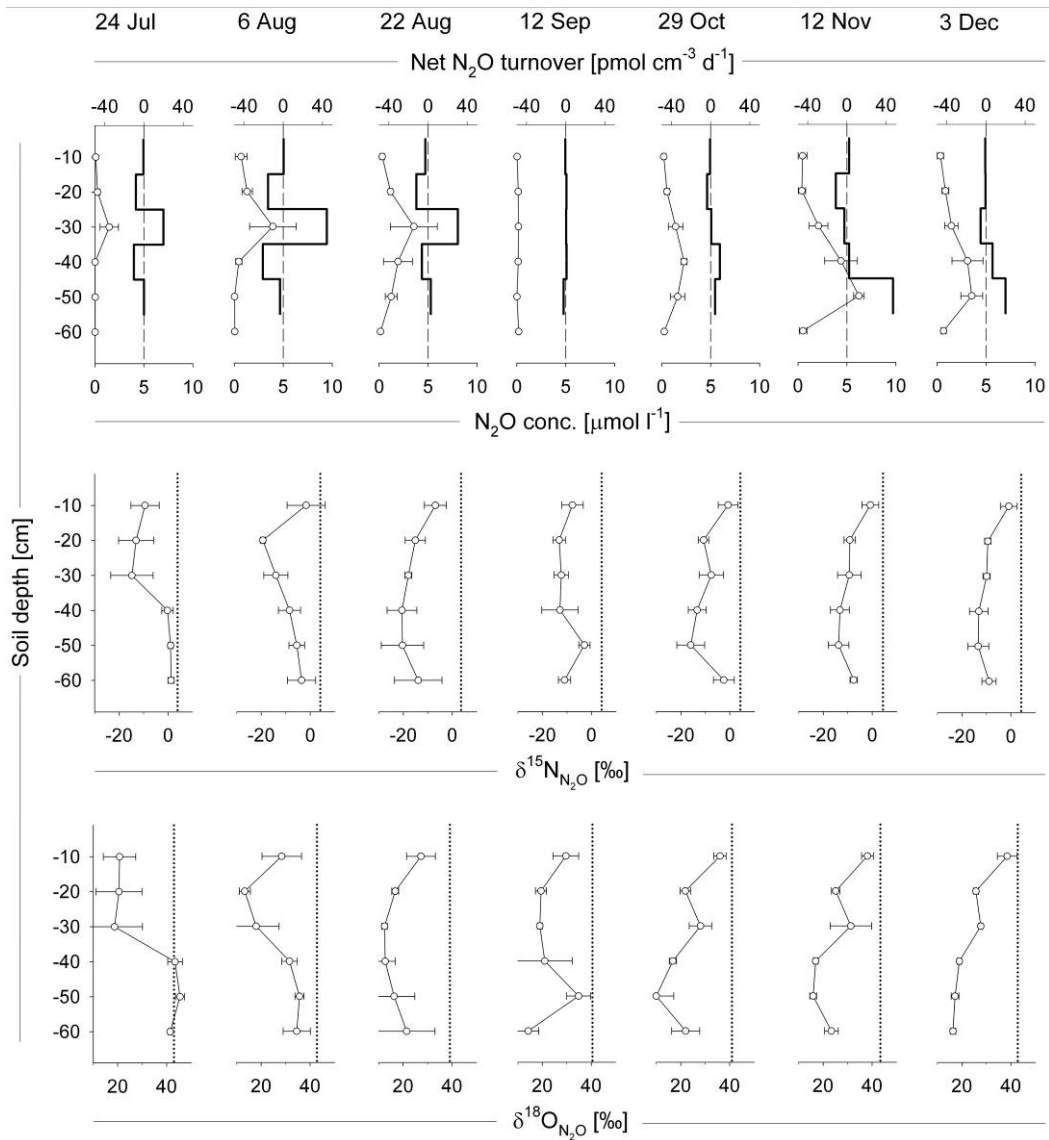 24 Jul 6 Aug 22 Aug 12 Sep 29 Oct 12 Nov 3 Dec
Net N₂O turnover [pmol cm⁻³ d⁻¹]
-40 0 40 -40 0 40 -40 0 40 -40 0 40 -40 0 40 -40 0 40 -40 0 40
-10
-20
-30
-40
-50
-60
0 5 10 0 5 10 0 5 10 0 5 10 0 5 10 0 5 10 0 5 10
N₂O conc. [μmol l⁻¹]
Soil depth [cm]
-10
-20
-30
-40
-50
-60
-20 0 -20 0 -20 0 -20 0 -20 0 -20 0 -20 0
δ¹⁵N_N₂O [‰]
-10
-20
-30
-40
-50
-60
20 40 20 40 20 40 20 40 20 40 20 40 20 40
δ¹⁸O_N₂O [‰]